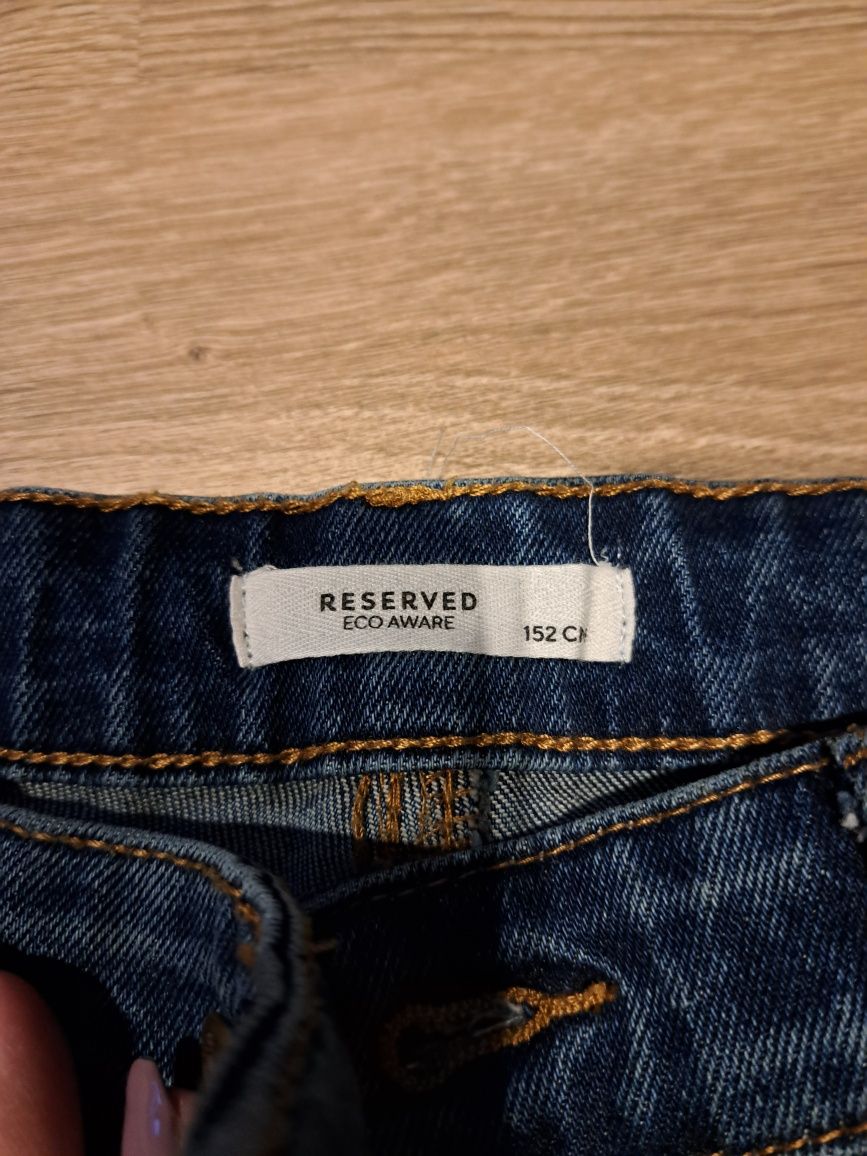 RESERVED
ECO AWARE
152 CM